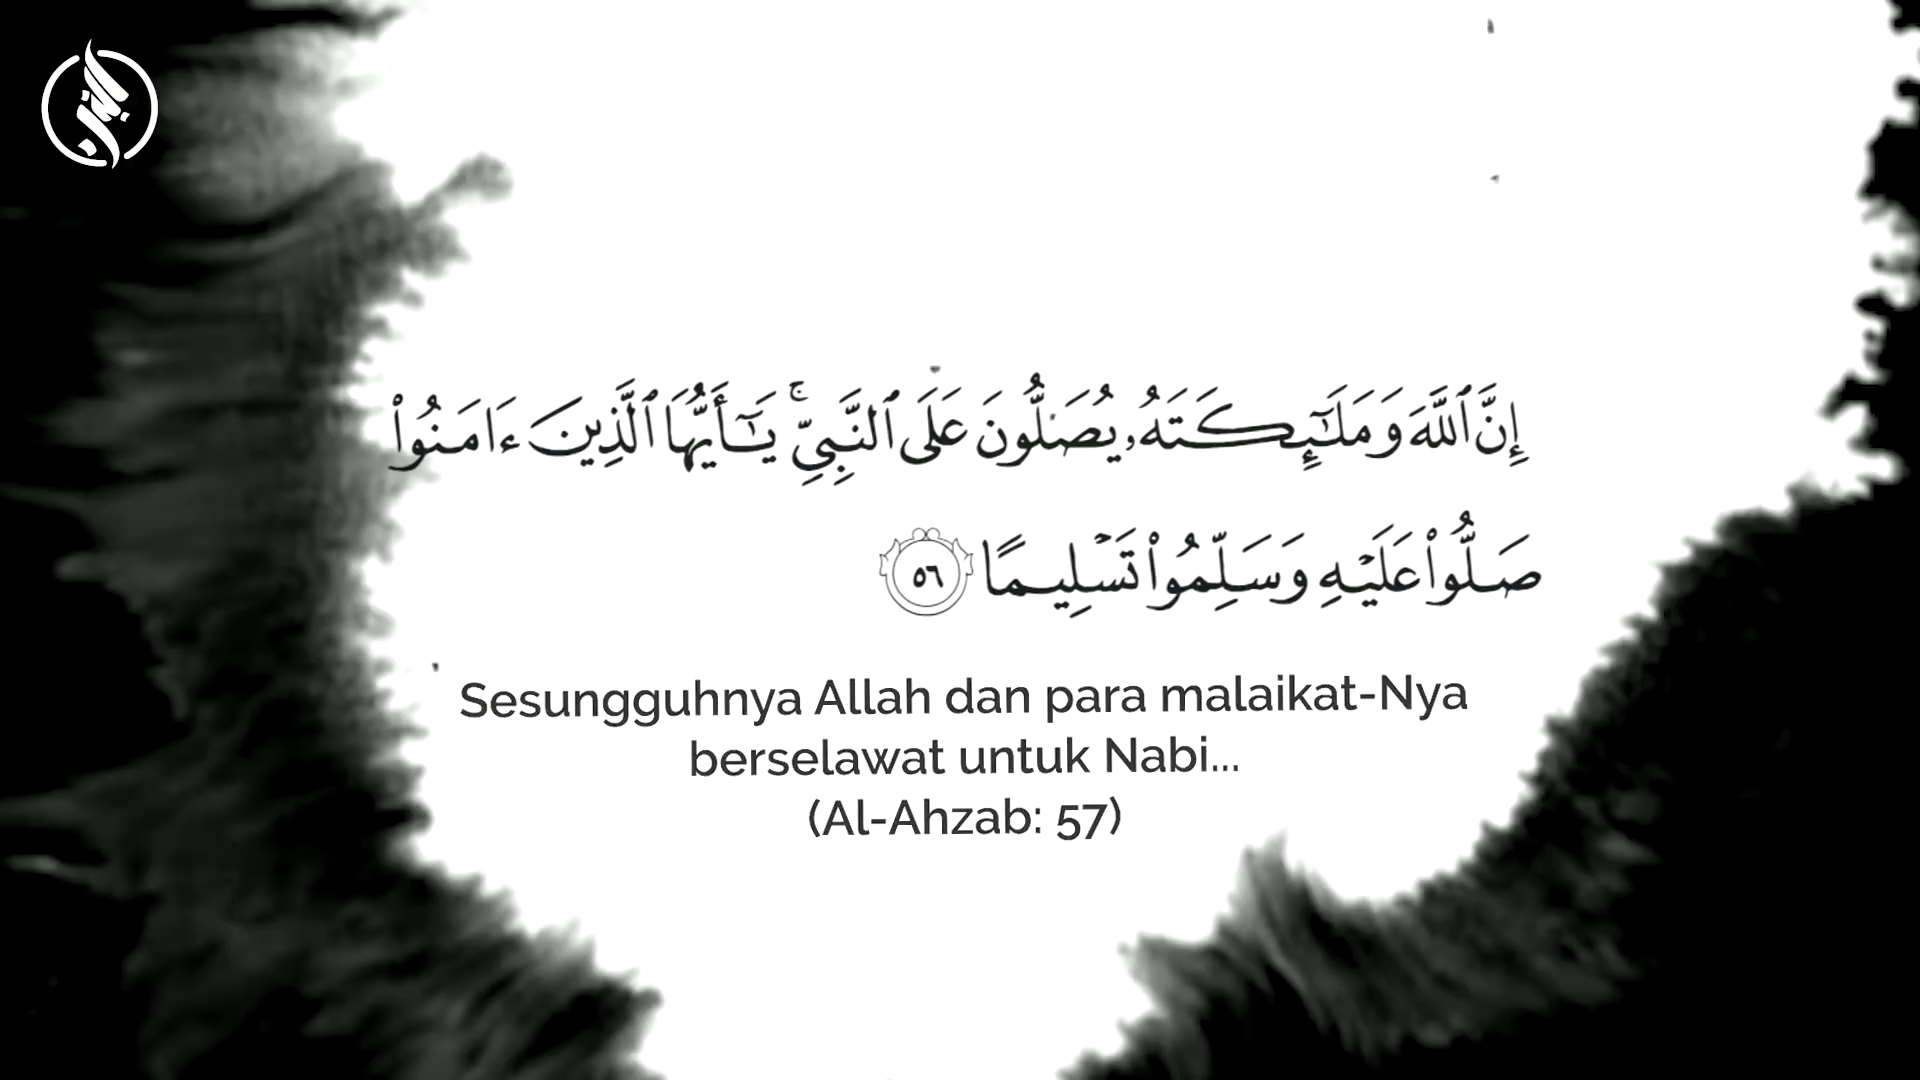 إِنَّ ٱللَّهَ وَمَلَـٰٓئِكَتَهُۥ يُصَلُّونَ عَلَى ٱلنَّبِىِّ ۚ يَـٰٓأَيُّهَا ٱلَّذِينَ ءَامَنُوا۟
صَلُّوا۟ عَلَيْهِ وَسَلِّمُوا۟ تَسْلِيمًا ٥٦
Sesungguhnya Allah dan para malaikat-Nya
berselawat untuk Nabi...
(Al-Ahzab: 57)